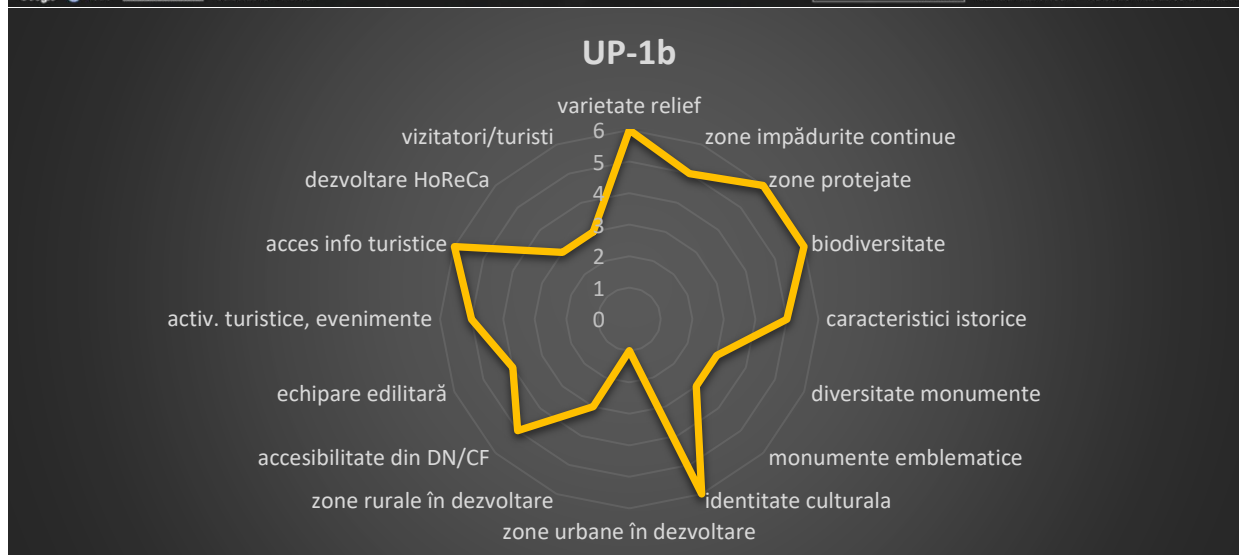 UP-1b
varietate relief
zone impădurite continue
zone protejate
biodiversitate
caracteristici istorice
diversitate monumente
monumente emblematice
identitate culturala
zone urbane în dezvoltare
zone rurale în dezvoltare
accesibilitate din DN/CF
echipare edilitară
activ. turistice, evenimente
acces info turistice
dezvoltare HoReCa
vizitatori/turisti
6
5
4
3
2
1
0